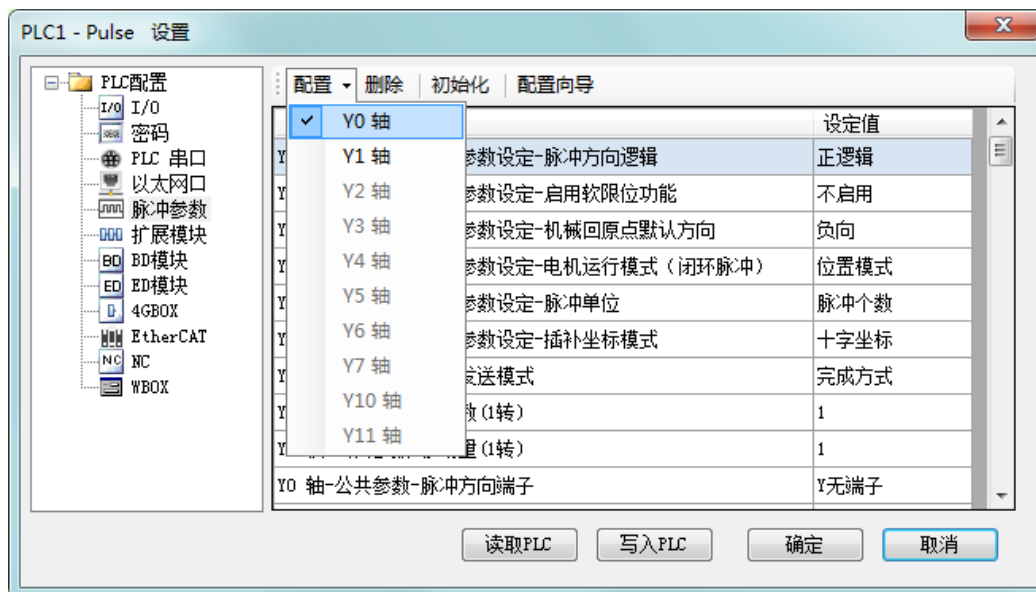 PLC1 - Pulse 设置
PLC配置
I/O I/O
密码
PLC 串口
以太网口
脉冲参数
扩展模块
BD BD模块
ED ED模块
4GBOX
EtherCAT
NC NC
WBOX
配置 删除 初始化 配置向导
Y0 轴
Y1 轴
Y2 轴
Y3 轴
Y4 轴
Y5 轴
Y6 轴
Y7 轴
Y10 轴
Y11 轴
设定值
参数设定-脉冲方向逻辑 正逻辑
参数设定-启用软限位功能 不启用
参数设定-机械回原点默认方向 负向
参数设定-电机运行模式（闭环脉冲） 位置模式
参数设定-脉冲单位 脉冲个数
参数设定-插补坐标模式 十字坐标
发送模式 完成方式
数(1转) 1
量(1转) 1
Y0 轴-公共参数-脉冲方向端子 Y无端子
读取PLC 写入PLC 确定 取消